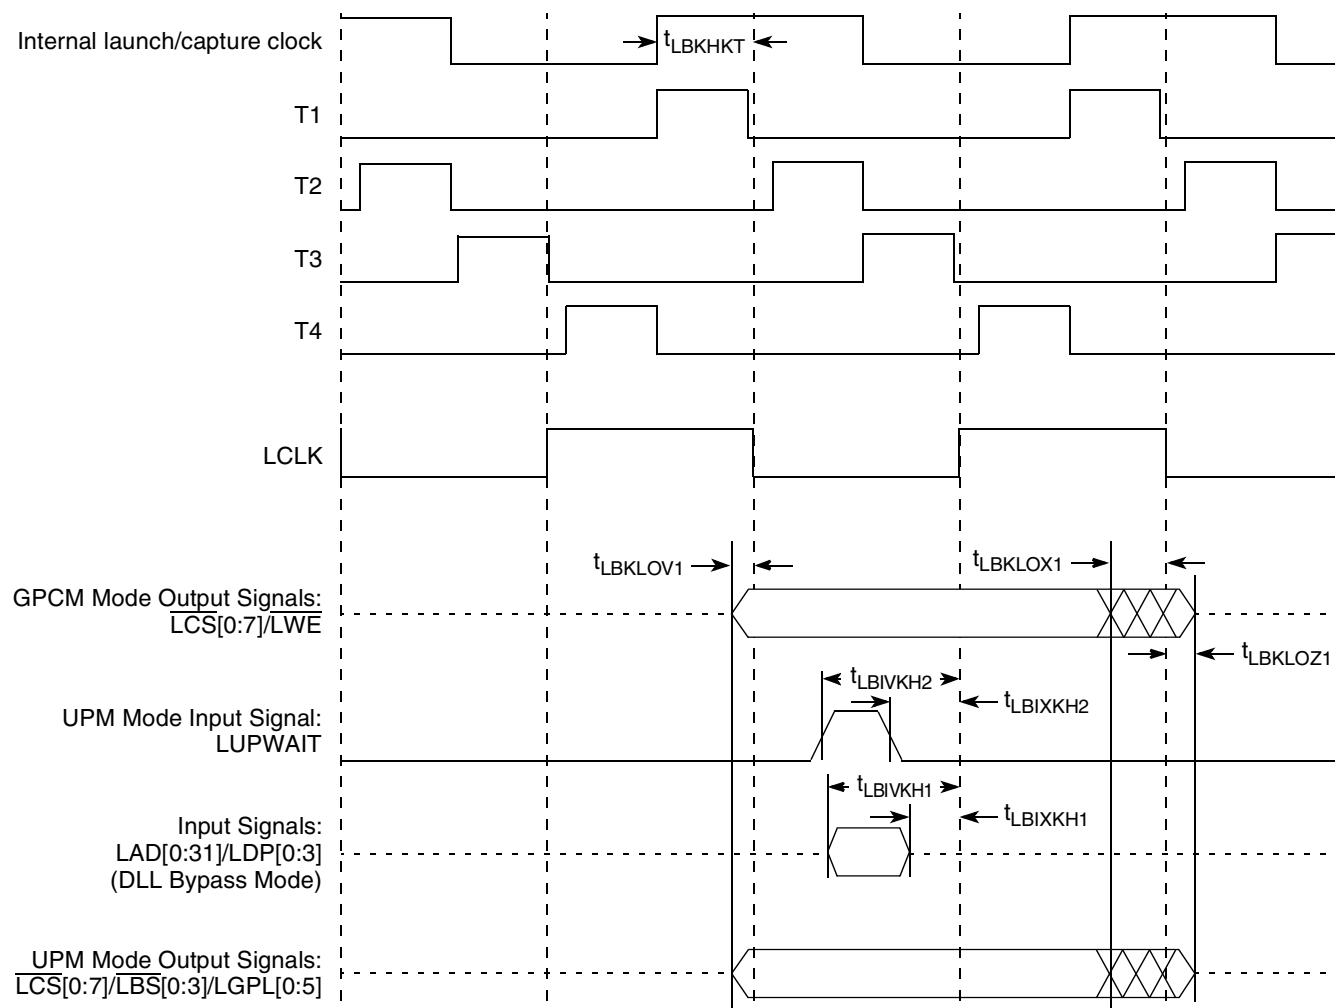 Internal launch/capture clock
tLBKHKT
T1
T2
T3
T4
LCLK
tLBKLOV1
tLBKLOX1
GPCM Mode Output Signals:
LCS[0:7]/LWE
tLBKLOZ1
tLBIVKH2
tLBIXKH2
UPM Mode Input Signal:
LUPWAIT
tLBIVKH1
tLBIXKH1
Input Signals:
LAD[0:31]/LDP[0:3]
(DLL Bypass Mode)
UPM Mode Output Signals:
LCS[0:7]/LBS[0:3]/LGPL[0:5]